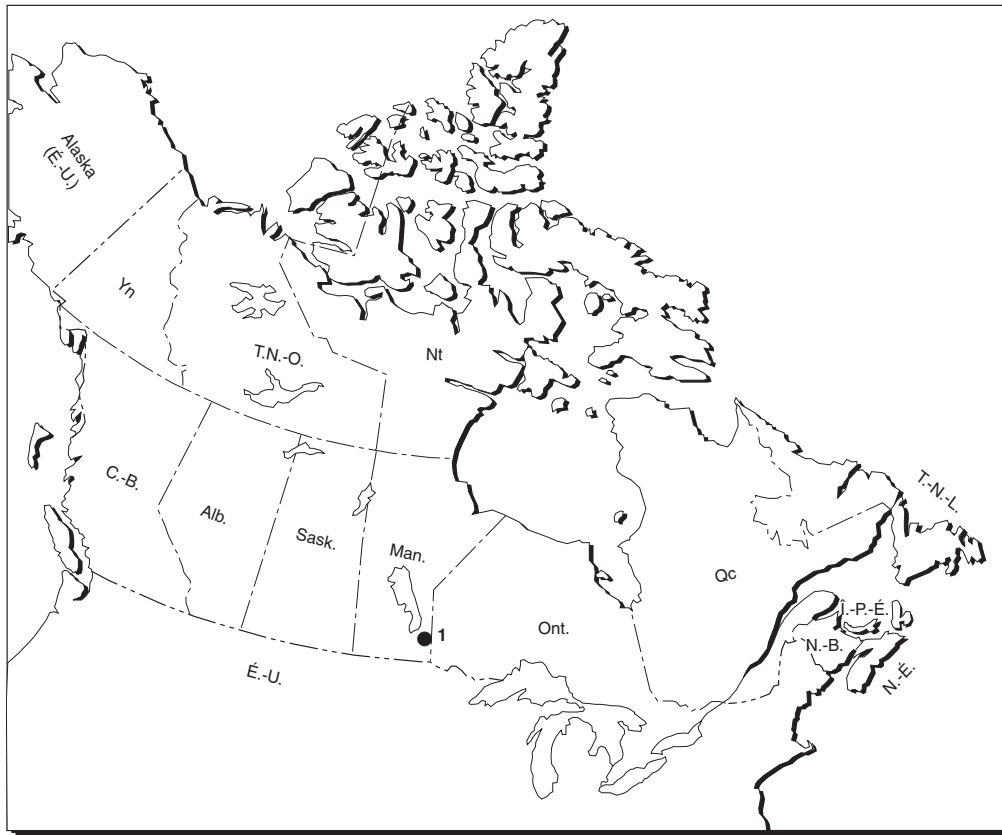 Alaska
(É.-U.)
Yn
T.N.-O.
Nt
C.-B.
Alb.
Sask.
Man.
Ont.
Qc
T.-N.-L.
Î.-P.-É.
N.-B.
N.-É.
1
É.-U.